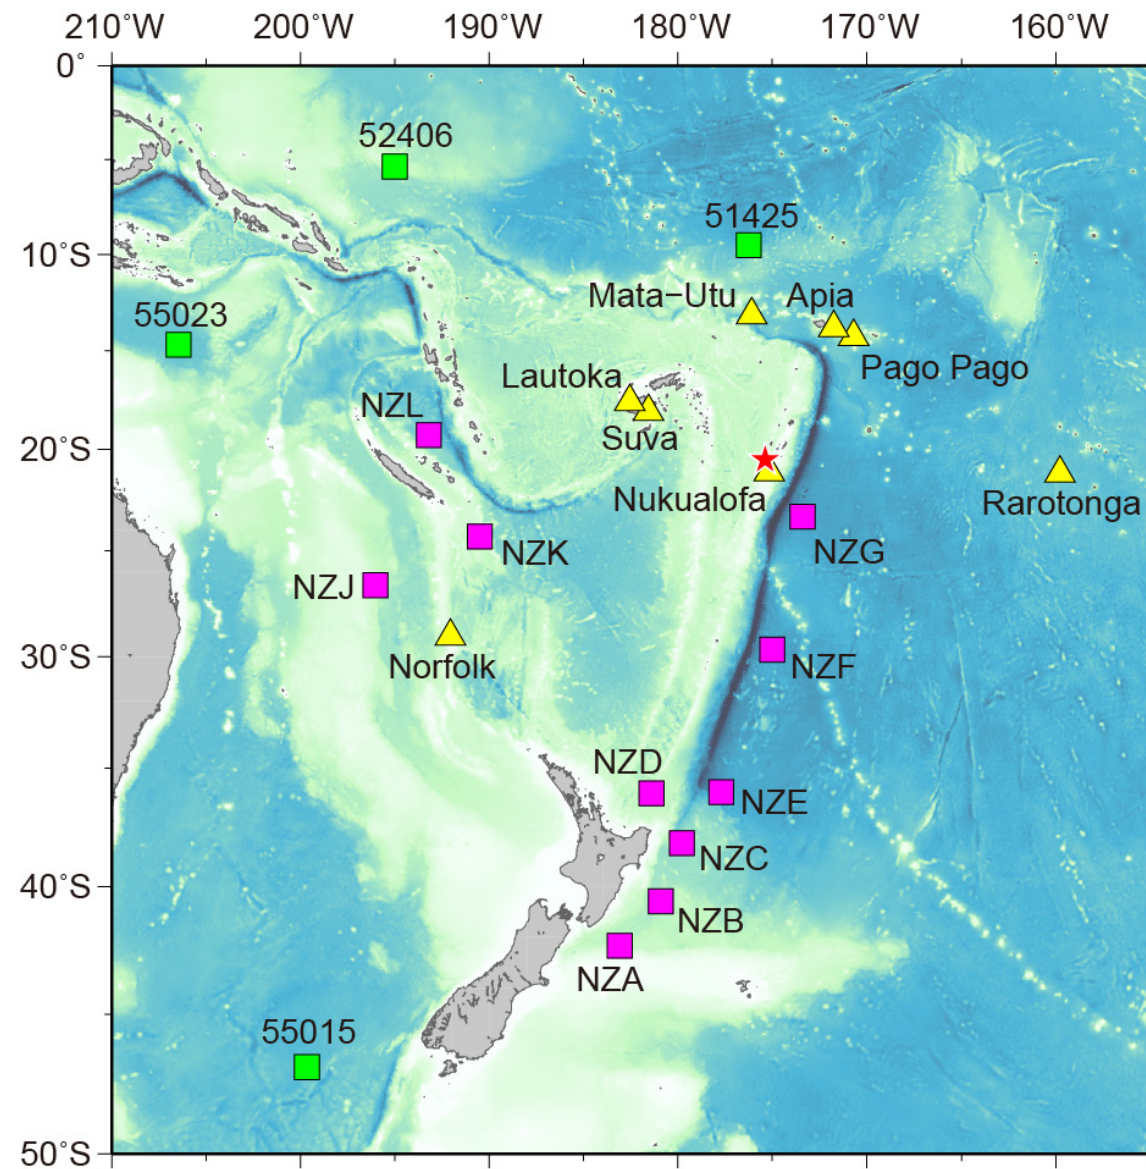 210°W 200°W 190°W 180°W 170°W 160°W
0°
52406
51425
10°S
Mata−Utu Apia
55023
Pago Pago
Lautoka
NZL
Suva
20°S
Nukualofa
Rarotonga
NZG
NZK
NZJ
30°S
Norfolk
NZF
NZD
NZE
NZC
40°S
NZB
NZA
55015
50°S